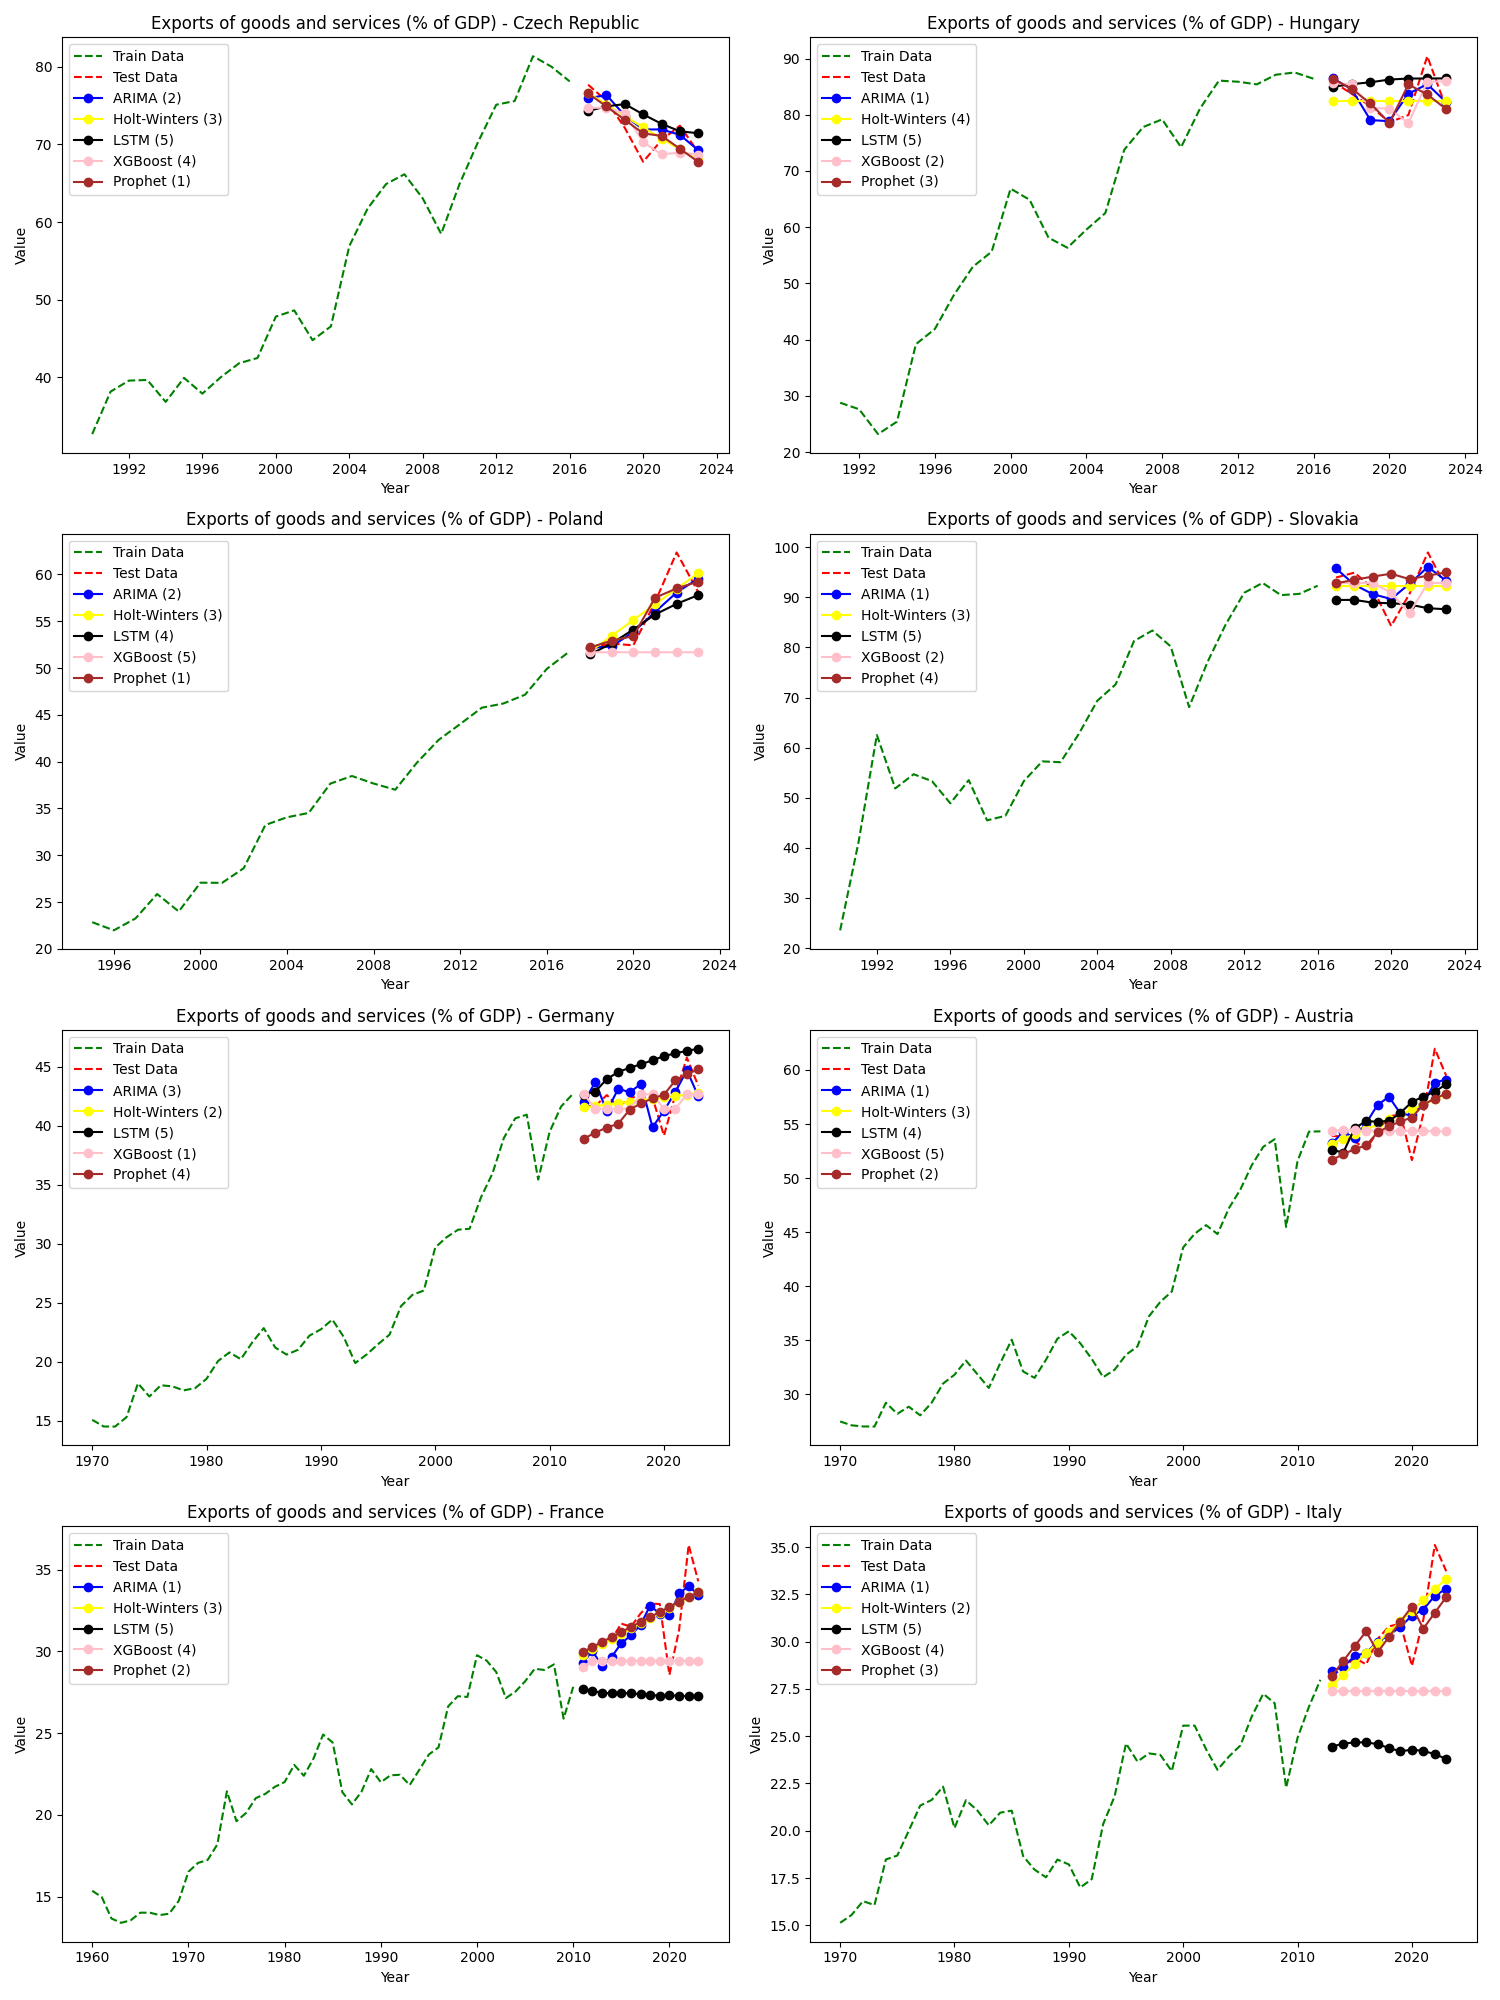 Exports of goods and services (% of GDP) - Czech Republic
Train Data
Test Data
ARIMA (2)
Holt-Winters (3)
LSTM (5)
XGBoost (4)
Prophet (1)
Value
80
70
60
50
40
1992 1996 2000 2004 2008 2012 2016 2020 2024
Year
Exports of goods and services (% of GDP) - Hungary
Train Data
Test Data
ARIMA (1)
Holt-Winters (4)
LSTM (5)
XGBoost (2)
Prophet (3)
Value
90
80
70
60
50
40
30
20
1992 1996 2000 2004 2008 2012 2016 2020 2024
Year
Exports of goods and services (% of GDP) - Poland
Train Data
Test Data
ARIMA (2)
Holt-Winters (3)
LSTM (4)
XGBoost (5)
Prophet (1)
Value
60
55
50
45
40
35
30
25
20
1996 2000 2004 2008 2012 2016 2020 2024
Year
Exports of goods and services (% of GDP) - Slovakia
Train Data
Test Data
ARIMA (1)
Holt-Winters (3)
LSTM (5)
XGBoost (2)
Prophet (4)
Value
100
90
80
70
60
50
40
30
20
1992 1996 2000 2004 2008 2012 2016 2020 2024
Year
Exports of goods and services (% of GDP) - Germany
Train Data
Test Data
ARIMA (3)
Holt-Winters (2)
LSTM (5)
XGBoost (1)
Prophet (4)
Value
45
40
35
30
25
20
15
1970 1980 1990 2000 2010 2020
Year
Exports of goods and services (% of GDP) - Austria
Train Data
Test Data
ARIMA (1)
Holt-Winters (3)
LSTM (4)
XGBoost (5)
Prophet (2)
Value
60
55
50
45
40
35
30
1970 1980 1990 2000 2010 2020
Year
Exports of goods and services (% of GDP) - France
Train Data
Test Data
ARIMA (1)
Holt-Winters (3)
LSTM (5)
XGBoost (4)
Prophet (2)
Value
35
30
25
20
15
1960 1970 1980 1990 2000 2010 2020
Year
Exports of goods and services (% of GDP) - Italy
Train Data
Test Data
ARIMA (1)
Holt-Winters (2)
LSTM (5)
XGBoost (4)
Prophet (3)
Value
35.0
32.5
30.0
27.5
25.0
22.5
20.0
17.5
15.0
1970 1980 1990 2000 2010 2020
Year